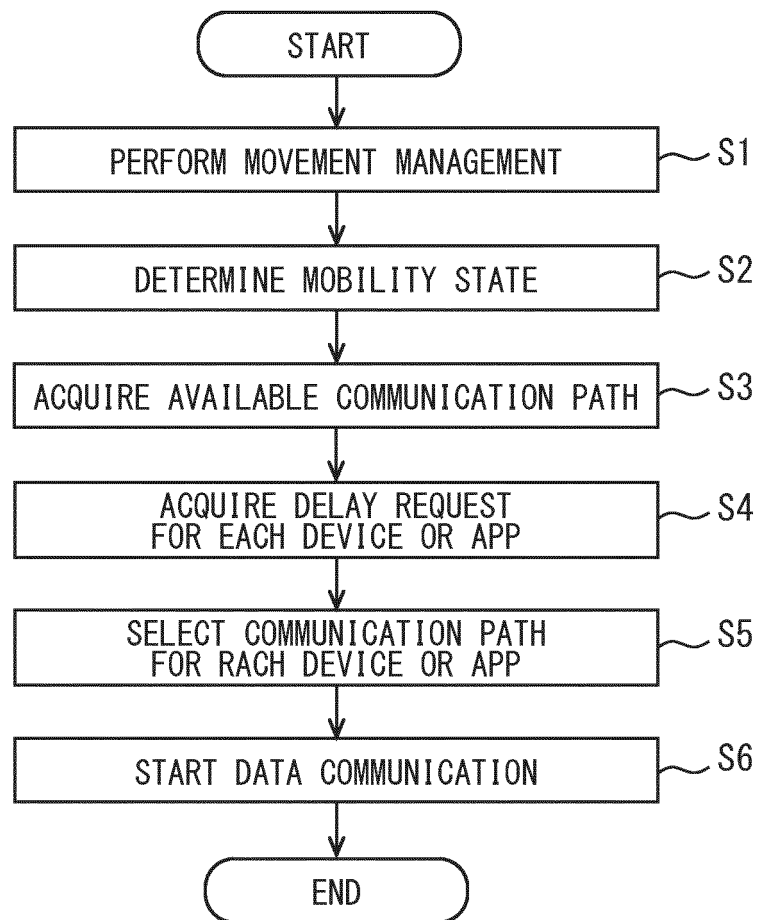 START
PERFORM MOVEMENT MANAGEMENT
S1
DETERMINE MOBILITY STATE
S2
ACQUIRE AVAILABLE COMMUNICATION PATH
S3
ACQUIRE DELAY REQUEST
FOR EACH DEVICE OR APP
S4
SELECT COMMUNICATION PATH
FOR RACH DEVICE OR APP
S5
START DATA COMMUNICATION
S6
END